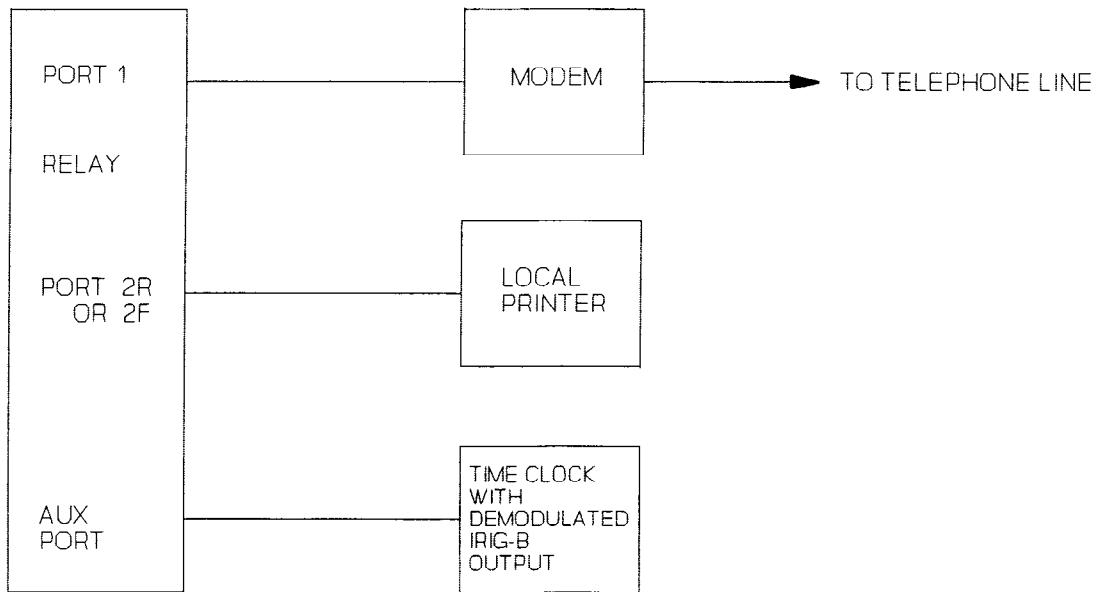 PORT 1
MODEM
TO TELEPHONE LINE
RELAY
PORT 2R
OR 2F
LOCAL
PRINTER
AUX
PORT
TIME CLOCK
WITH
DEMODULATED
IRIG-B
OUTPUT